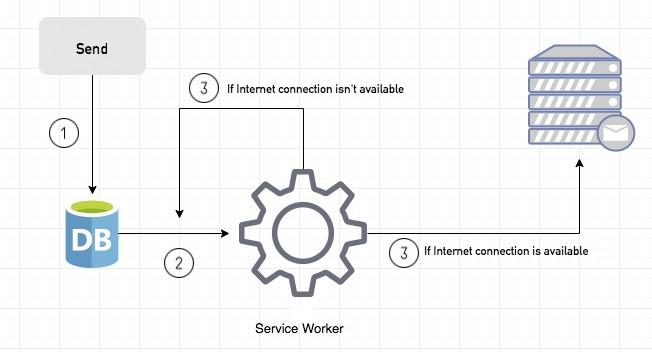 Send
3 If Internet connection isn't available
1
DB
2
3 If Internet connection is available
Service Worker